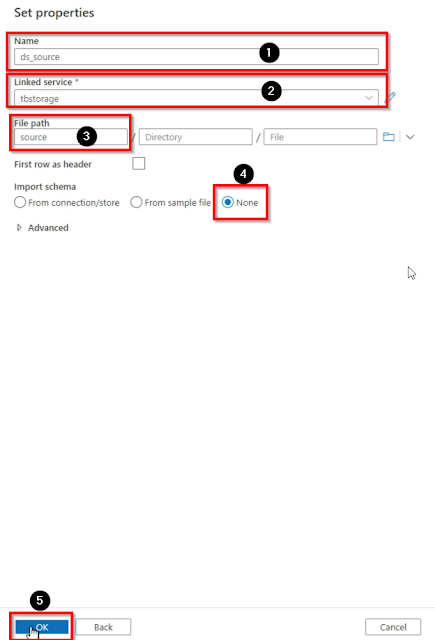 Set properties
Name
1
ds_source
Linked service *
2
tbstorage
File path
source 3 / Directory / File
First row as header
4
Import schema
From connection/store From sample file None
Advanced
5
OK Back Cancel